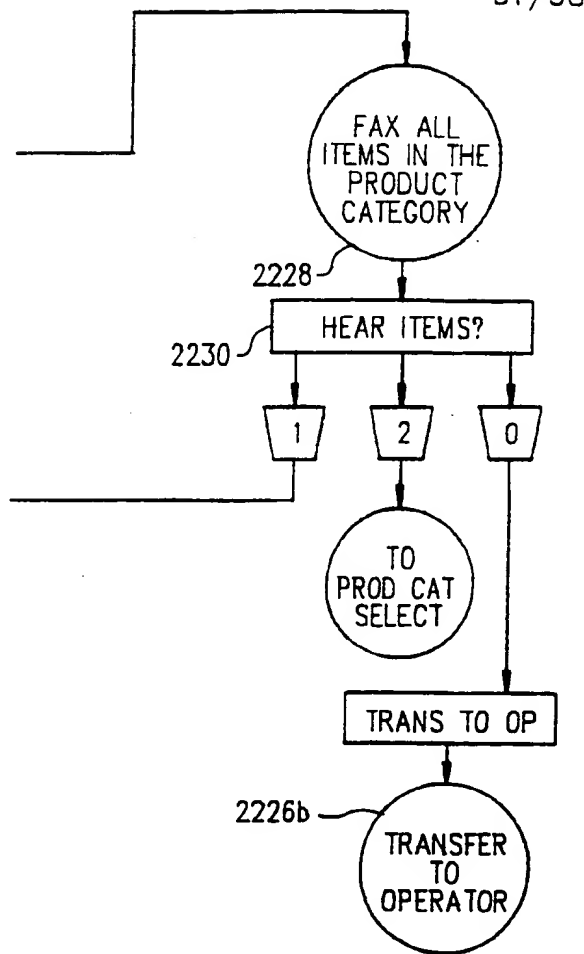 FAX ALL
ITEMS IN THE
PRODUCT
CATEGORY
2228
HEAR ITEMS?
2230
1 2 0
TO
PROD CAT
SELECT
TRANS TO OP
2226b
TRANSFER
TO
OPERATOR